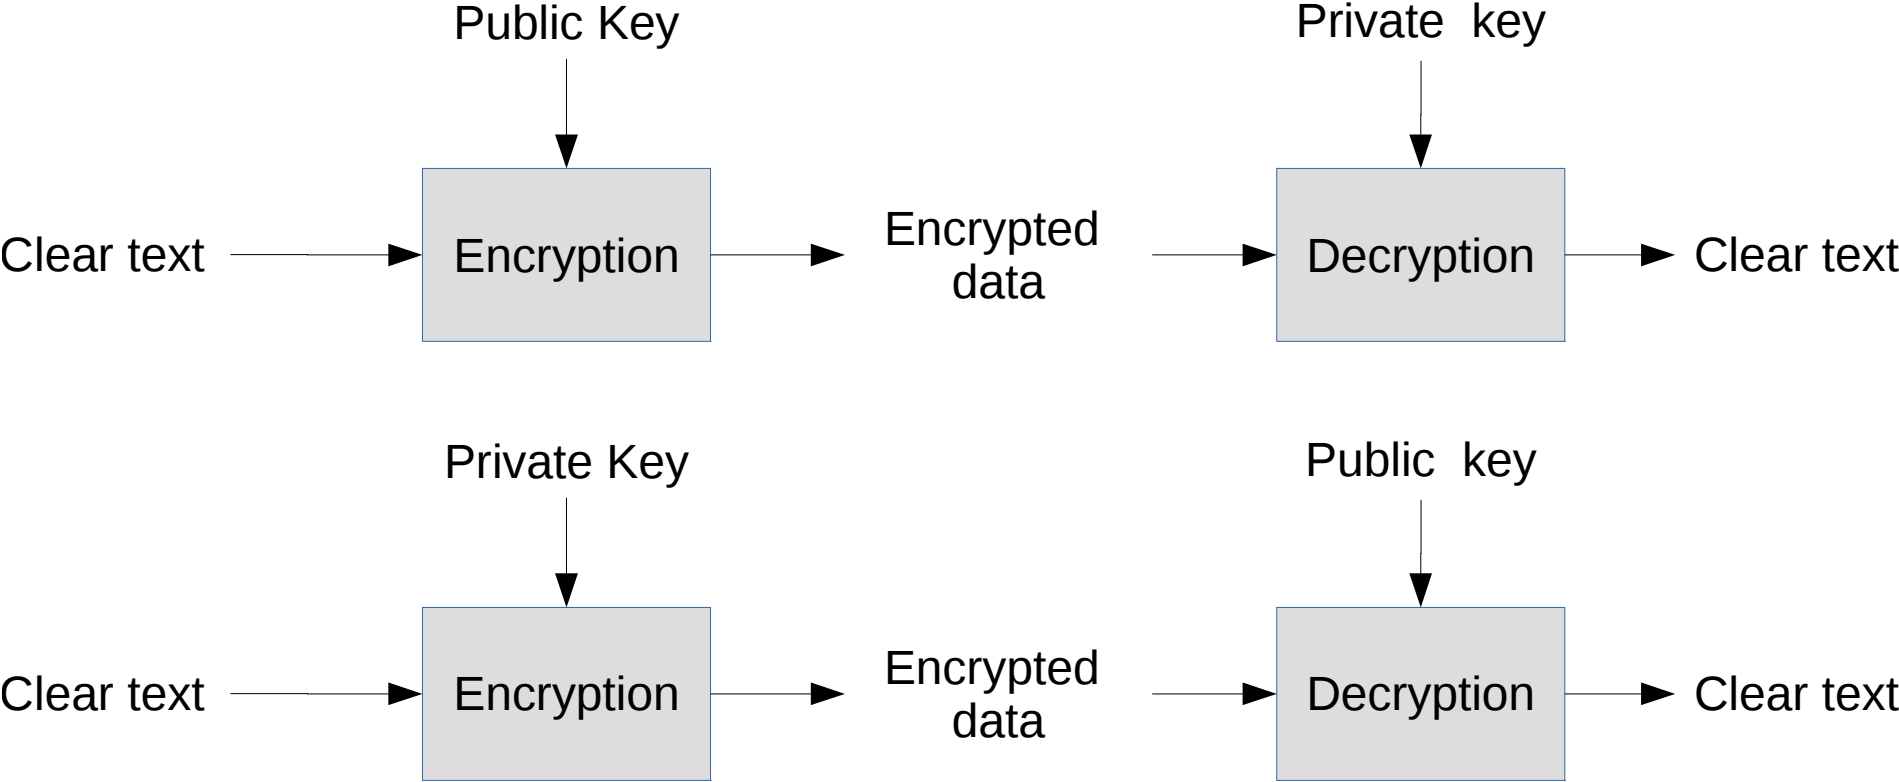 Public Key
Private key
Clear text
Encryption
Encrypted
data
Decryption
Clear text
Private Key
Public key
Clear text
Encryption
Encrypted
data
Decryption
Clear text